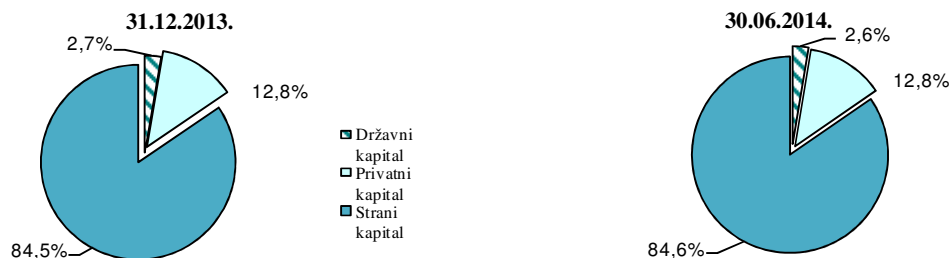 31.12.2013.
2,7%
12,8%
84,5%
Državni
kapital
Privatni
kapital
Strani
kapital
30.06.2014.
2,6%
12,8%
84,6%